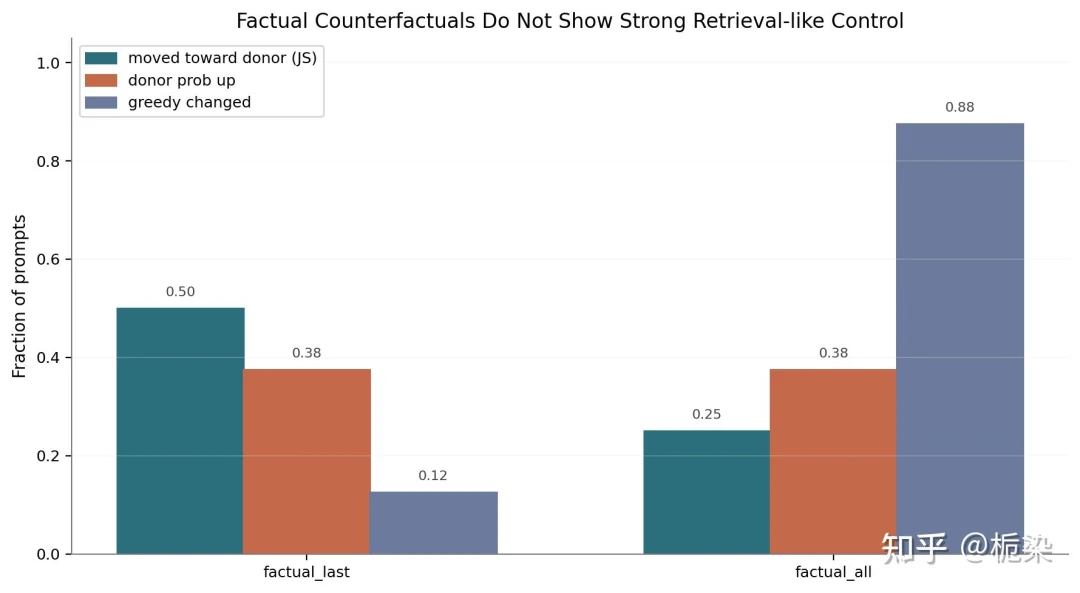 Factual Counterfactuals Do Not Show Strong Retrieval-like Control
moved toward donor (JS)
donor prob up
greedy changed
Fraction of prompts
1.0
0.8
0.6
0.4
0.2
0.0
0.50
0.38
0.12
0.25
0.38
0.88
factual_last
factual_all
知乎 @栀染